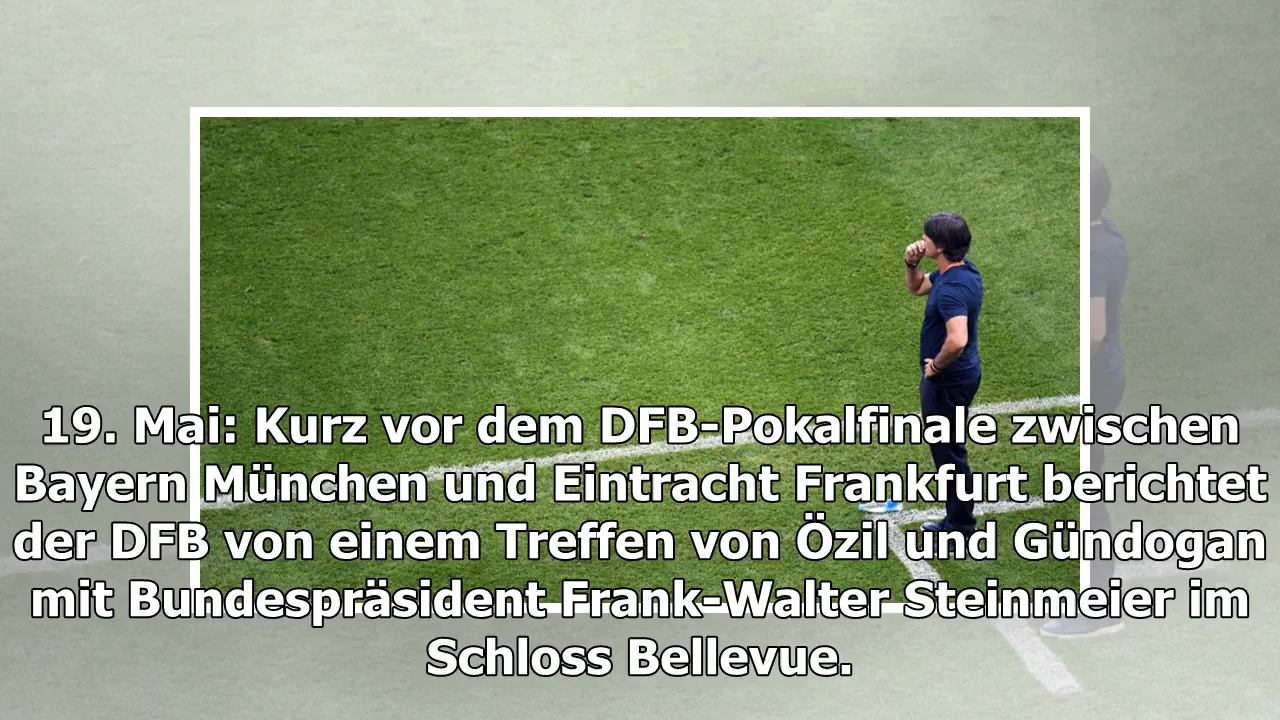 19. Mai: Kurz vor dem DFB-Pokalfinale zwischen
Bayern München und Eintracht Frankfurt berichtet
der DFB von einem Treffen von Özil und Gündogan
mit Bundespräsident Frank-Walter Steinmeier im
Schloss Bellevue.